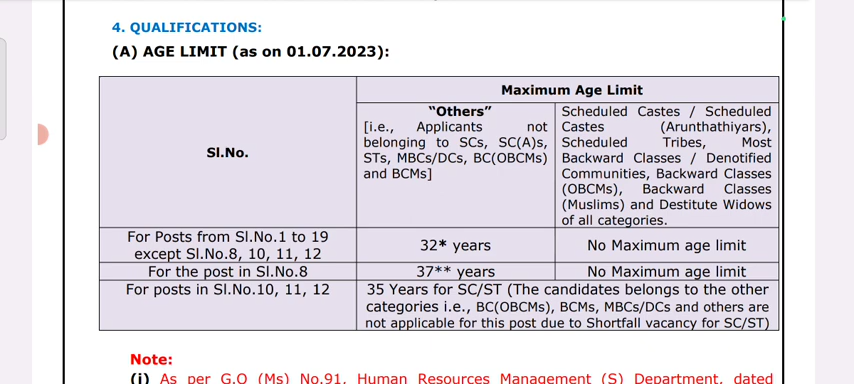 4. QUALIFICATIONS:
(A) AGE LIMIT (as on 01.07.2023):
Sl.No.
Maximum Age Limit
“Others”
[i.e., Applicants not
belonging to SCs, SC(A)s,
STs, MBCs/DCs, BC(OBCMs)
and BCMs]
Scheduled Castes / Scheduled
Castes (Arunthathiyars),
Scheduled Tribes, Most
Backward Classes / Denotified
Communities, Backward Classes
(OBCMs), Backward Classes
(Muslims) and Destitute Widows
of all categories.
For Posts from Sl.No.1 to 19
except Sl.No.8, 10, 11, 12
32* years
No Maximum age limit
For the post in Sl.No.8
37** years
No Maximum age limit
For posts in Sl.No.10, 11, 12
35 Years for SC/ST (The candidates belongs to the other
categories i.e., BC(OBCMs), BCMs, MBCs/DCs and others are
not applicable for this post due to Shortfall vacancy for SC/ST)
Note:
(i) As per G.O (Ms) No.91, Human Resources Management (S) Department, dated